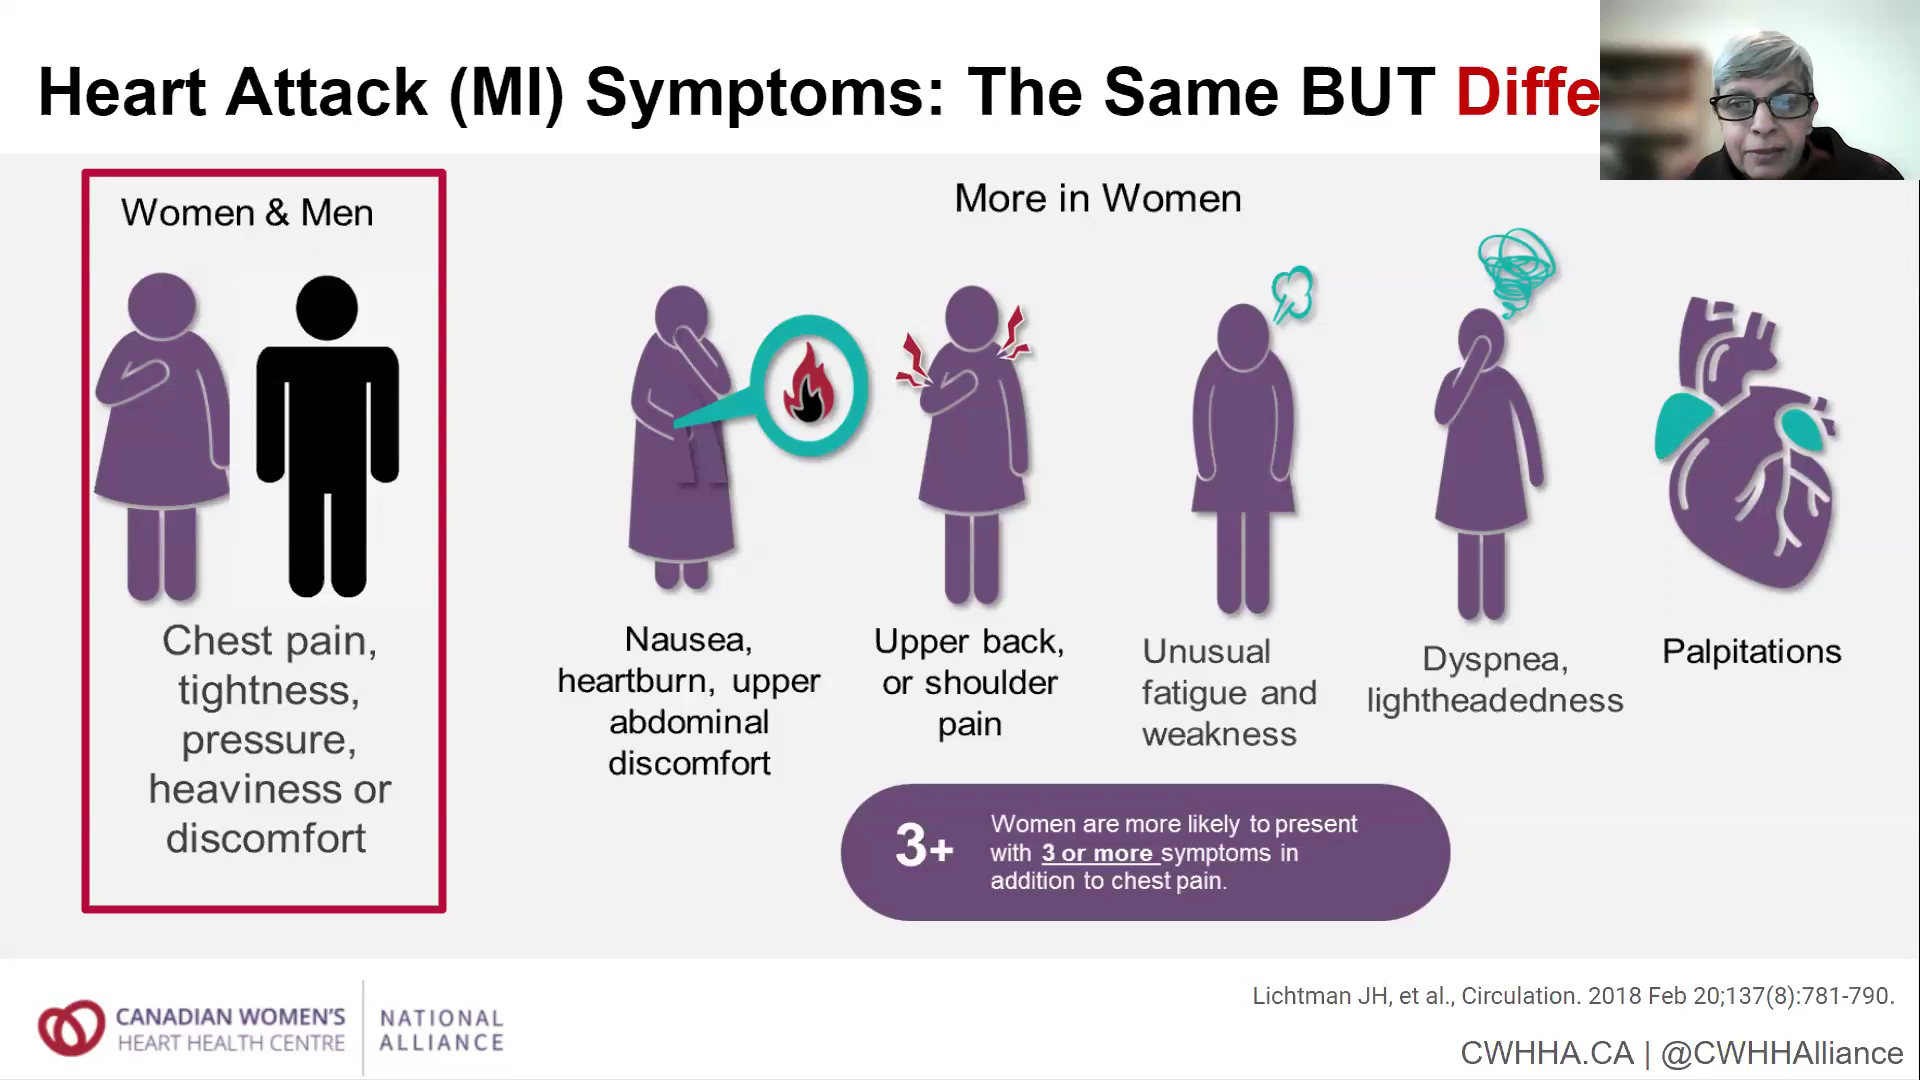 Heart Attack (MI) Symptoms: The Same BUT Diffe
Women & Men
Chest pain,
tightness,
pressure,
heaviness or
discomfort
More in Women
Nausea,
heartburn, upper
abdominal
discomfort
Upper back,
or shoulder
pain
Unusual
fatigue and
weakness
Dyspnea,
lightheadedness
Palpitations
3+
Women are more likely to present
with 3 or more symptoms in
addition to chest pain.
CANADIAN WOMEN'S
HEART HEALTH CENTRE
NATIONAL
ALLIANCE
Lichtman JH, et al., Circulation. 2018 Feb 20;137(8):781-790.
CWHHA.CA | @CWHHAlliance